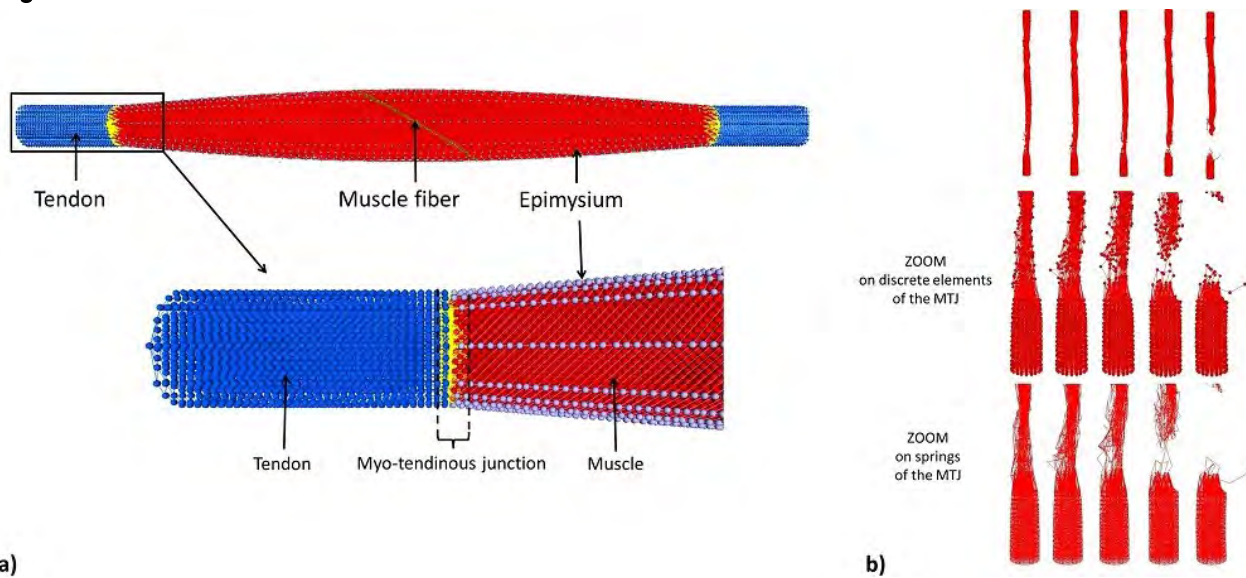 Tendon
Muscle fiber
Epimysium
Tendon
Myo-tendinous junction
Muscle
a)
ZOOM
on discrete elements
of the MTJ
ZOOM
on springs
of the MTJ
b)